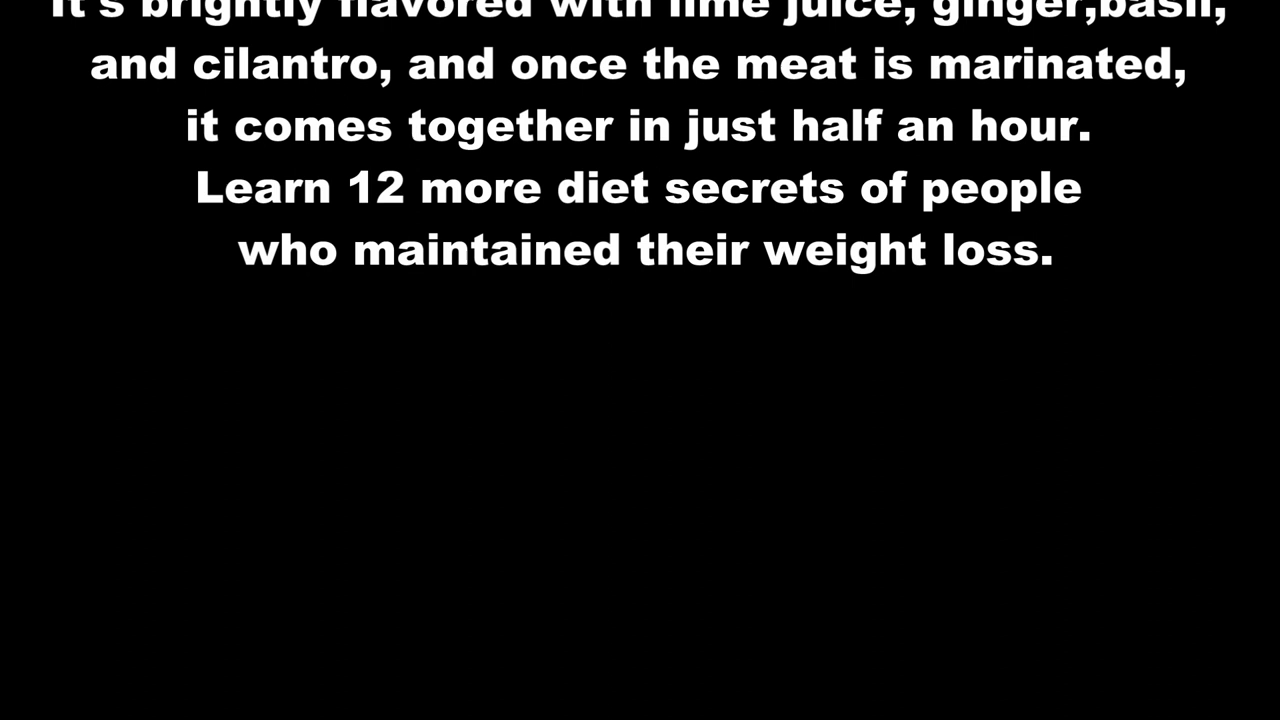 It's brightly flavored with lime juice, ginger,basil,
and cilantro, and once the meat is marinated,
it comes together in just half an hour.
Learn 12 more diet secrets of people
who maintained their weight loss.